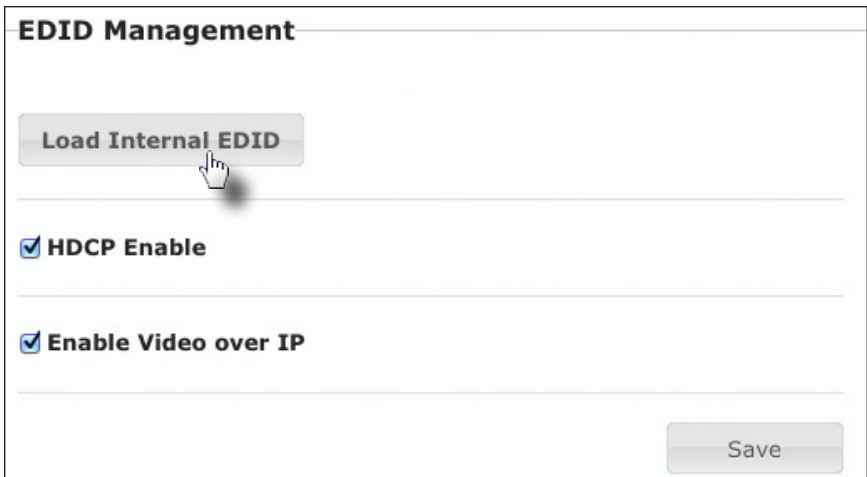 EDID Management
Load Internal EDID
HDCP Enable
Enable Video over IP
Save